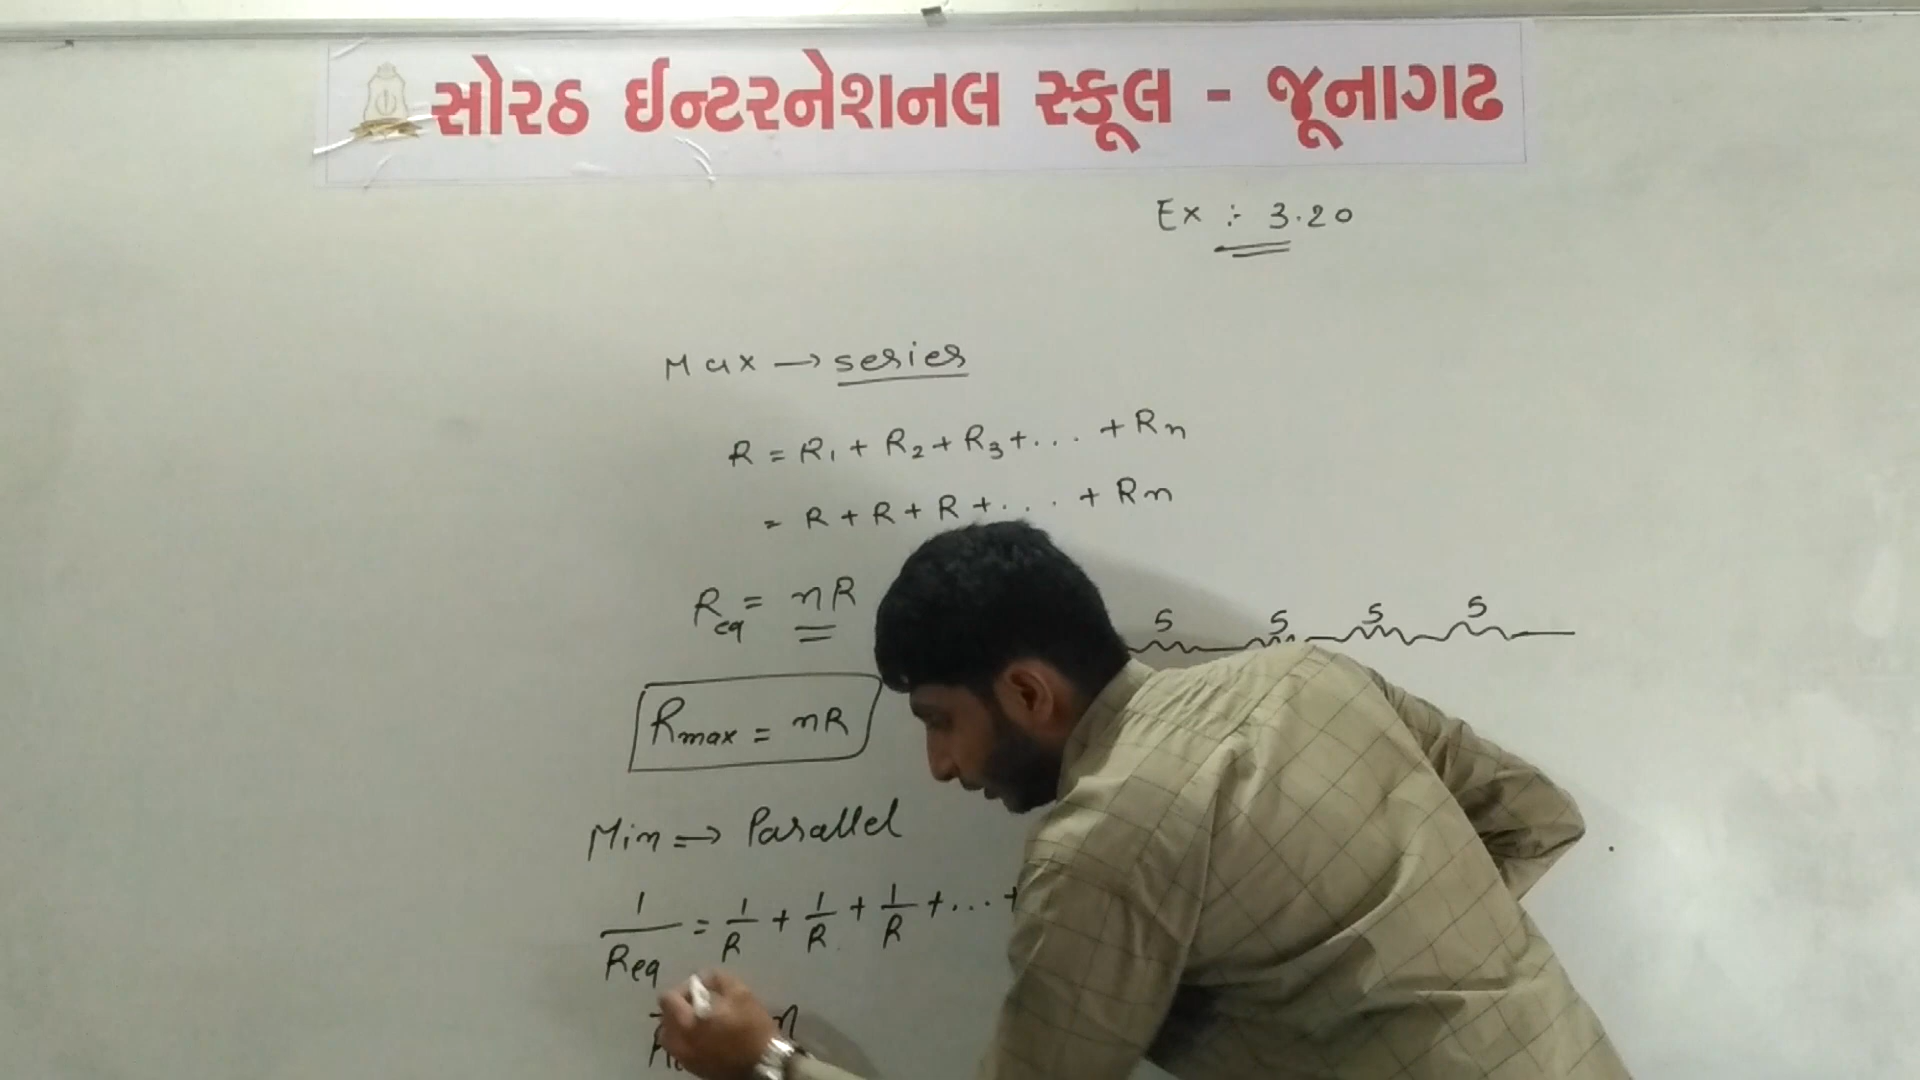 સોરઠ ઈન્ટરનેશનલ સ્કૂલ - જૂનાગઢ
Ex :- 3.20
Max → series
R = R₁ + R₂ + R₃ + ... + Rn
= R + R + R + ... + Rn
Req = nR
5 5 5 5
Rmax = nR
Min ⇒ Parallel
1/Req = 1/R + 1/R + 1/R + ... +
n